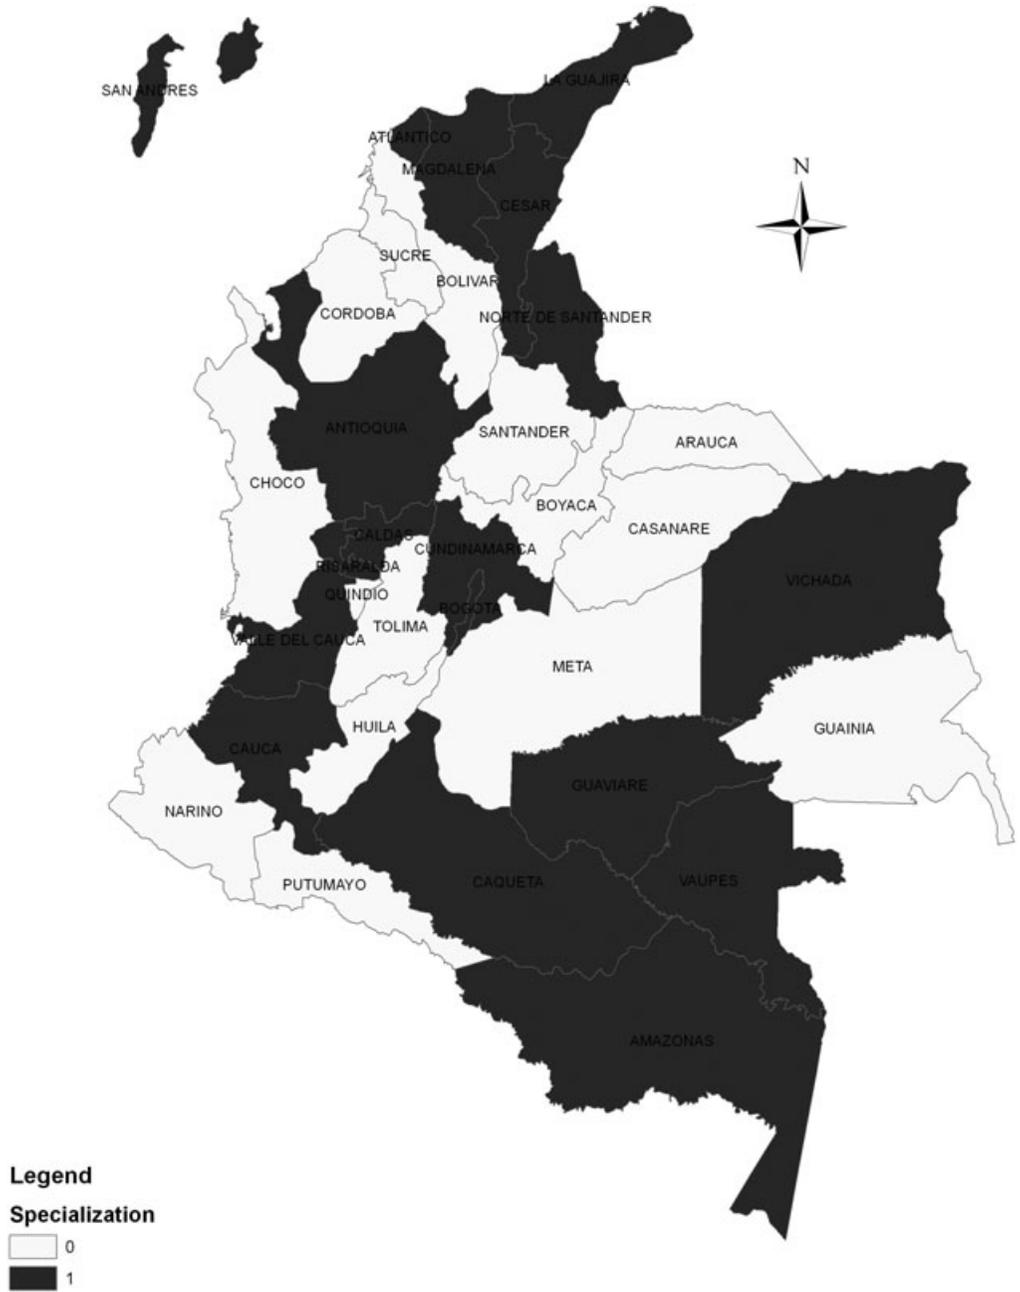 LA GUAJIRA
SAN ANDRES
ATLANTICO
N
MAGDALENA
CESAR
SUCRE
BOLIVAR
CORDOBA
NORTE DE SANTANDER
ANTIOQUIA
SANTANDER
ARAUCA
CHOCO
BOYACA
CASANARE
CALDAS
CUNDINAMARCA
RISARALDA
VICHADA
QUINDIO
BOGOTA
TOLIMA
VALLE DEL CAUCA
META
HUILA
GUAINIA
CAUCA
GUAVIARE
NARINO
PUTUMAYO
CAQUETA
VAUPES
AMAZONAS
Legend
Specialization
0
1